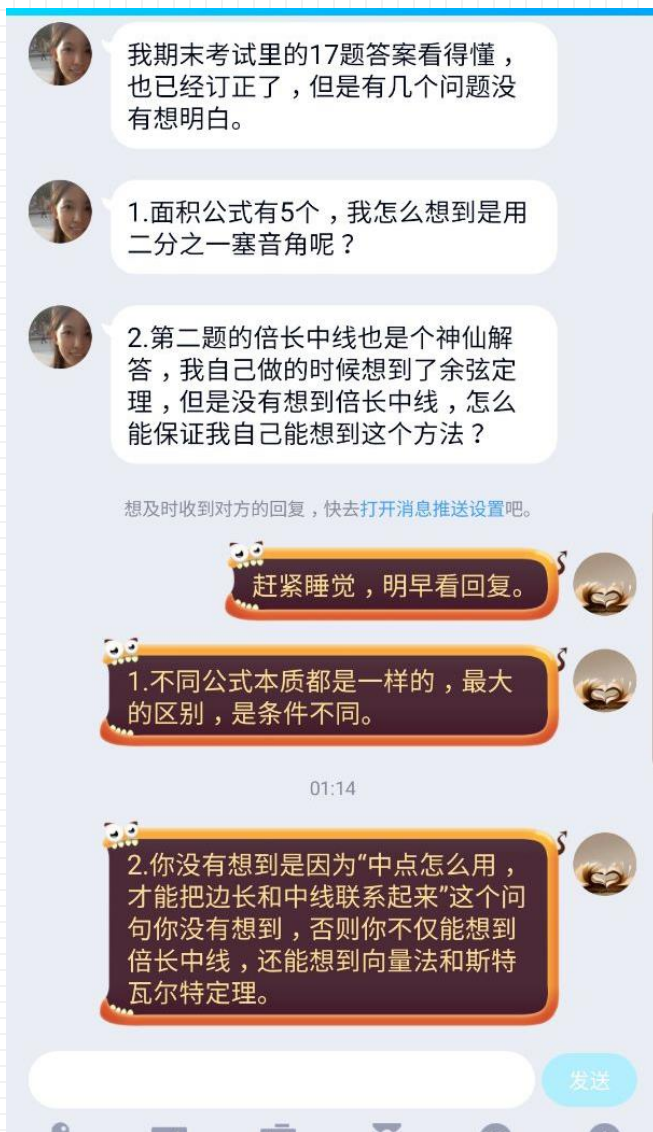 我期末考试里的17题答案看得懂，
也已经订正了，但是有几个问题没
有想明白。
1.面积公式有5个，我怎么想到是用
二分之一塞音角呢？
2.第二题的倍长中线也是个神仙解
答，我自己做的时候想到了余弦定
理，但是没有想到倍长中线，怎么
能保证我自己能想到这个方法？
想及时收到对方的回复，快去打开消息推送设置吧。
赶紧睡觉，明早看回复。
1.不同公式本质都是一样的，最大
的区别，是条件不同。
01:14
2.你没有想到是因为“中点怎么用，
才能把边长和中线联系起来”这个问
句你没有想到，否则你不仅能想到
倍长中线，还能想到向量法和斯特
瓦尔特定理。
发送